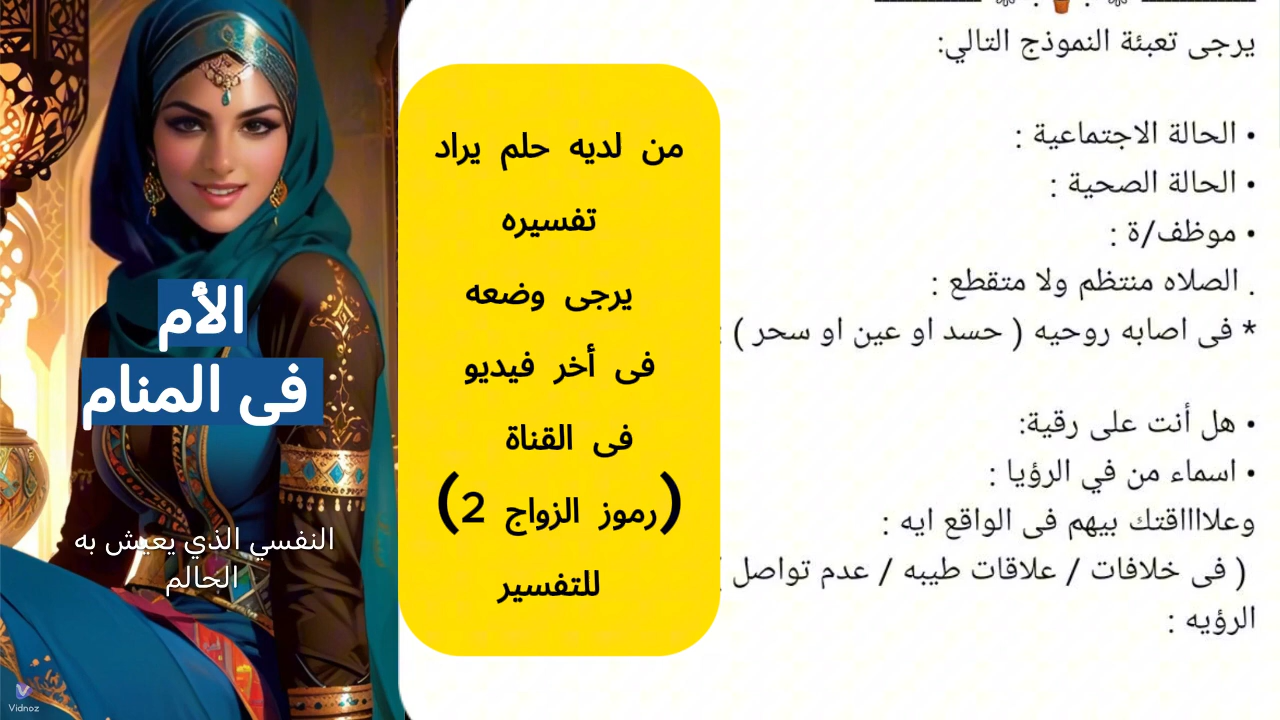 يرجى تعبئة النموذج التالي:
• الحالة الاجتماعية :
• الحالة الصحية :
• موظف/ة :
. الصلاه منتظم ولا متقطع :
* فى اصابه روحيه ( حسد او عين او سحر ) :
• هل أنت على رقية:
• اسماء من في الرؤيا :
وعلااااقتك بيهم فى الواقع ايه :
( فى خلافات / علاقات طيبه / عدم تواصل )
الرؤيه :
من لديه حلم يراد
تفسيره
يرجى وضعه
فى أخر فيديو
فى القناة
(رموز الزواج 2)
للتفسير
الأم
فى المنام
النفسي الذي يعيش به
الحالم
Vidnoz